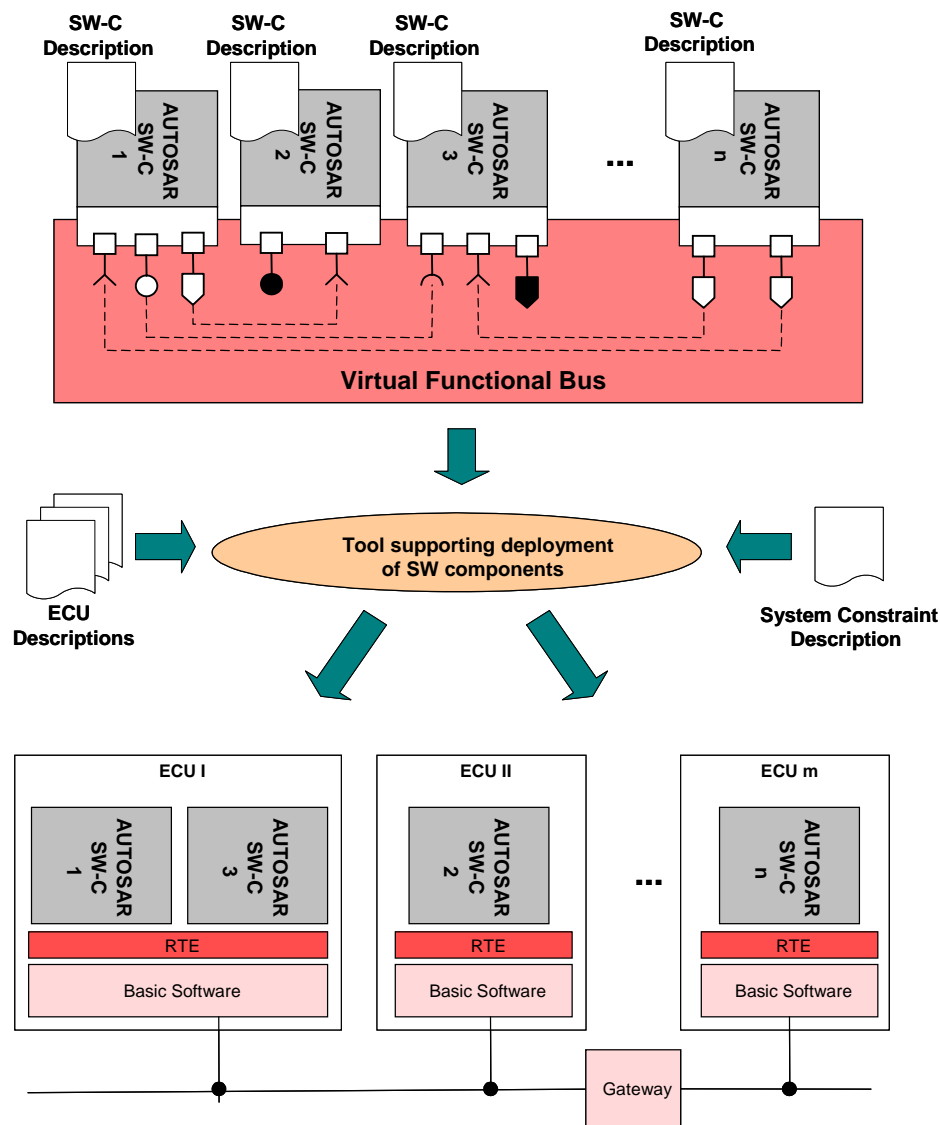 SW-C
Description
SW-C
Description
SW-C
Description
SW-C
Description
AUTOSAR
SW-C
1
AUTOSAR
SW-C
2
AUTOSAR
SW-C
3
...
AUTOSAR
SW-C
n
Virtual Functional Bus
Tool supporting deployment
of SW components
ECU
Descriptions
System Constraint
Description
ECU I
AUTOSAR
SW-C
1
AUTOSAR
SW-C
3
RTE
Basic Software
ECU II
AUTOSAR
SW-C
2
RTE
Basic Software
...
ECU m
AUTOSAR
SW-C
n
RTE
Basic Software
Gateway